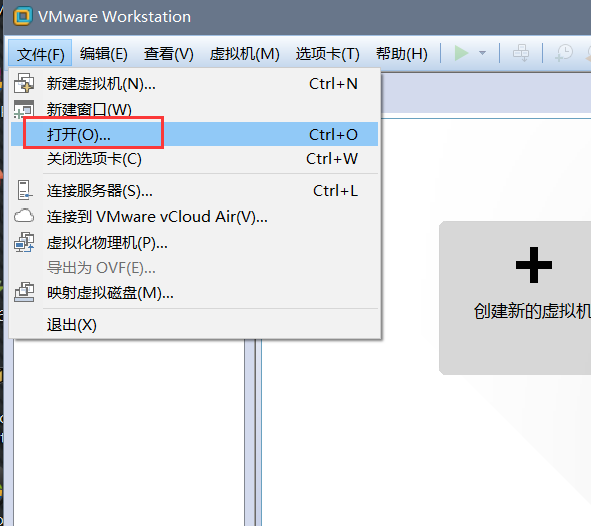 VMware Workstation
文件(F) 编辑(E) 查看(V) 虚拟机(M) 选项卡(T) 帮助(H)
新建虚拟机(N)... Ctrl+N
新建窗口(W)
打开(O)... Ctrl+O
关闭选项卡(C) Ctrl+W
连接服务器(S)... Ctrl+L
连接到 VMware vCloud Air(V)...
虚拟化物理机(P)...
导出为 OVF(E)...
映射虚拟磁盘(M)...
退出(X)
创建新的虚拟机